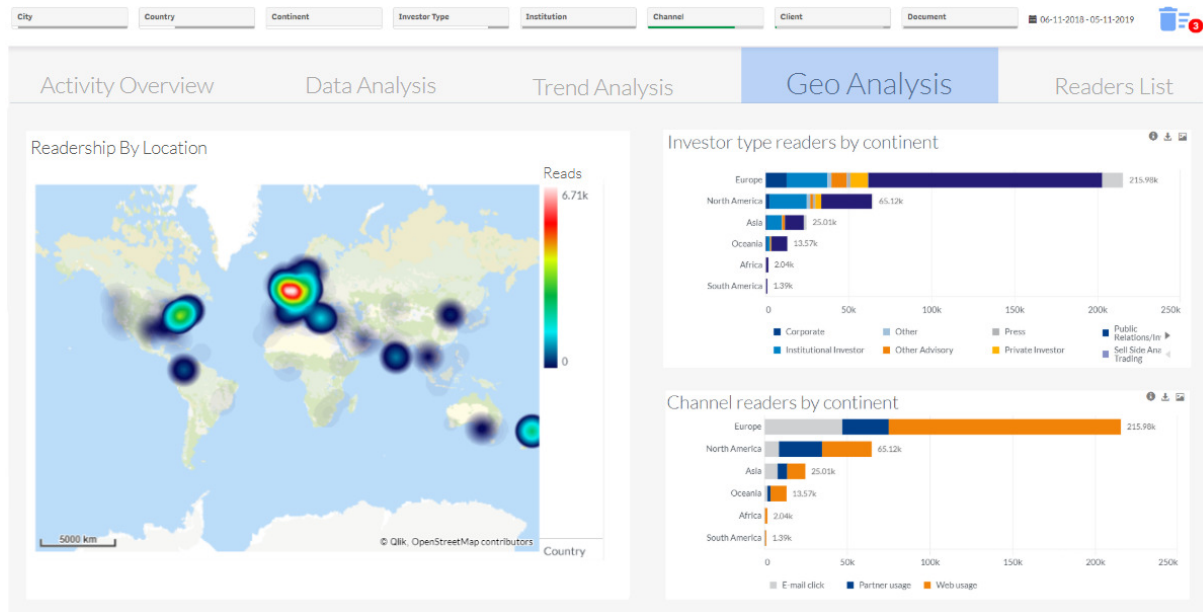 City
Country
Continent
Investor Type
Institution
Channel
Client
Document
06-11-2018 - 05-11-2019
3
Activity Overview
Data Analysis
Trend Analysis
Geo Analysis
Readers List
Readership By Location
Reads
6.71k
0
5000 km
© Qlik, OpenStreetMap contributors
Country
Investor type readers by continent
Europe
215.98k
North America
65.12k
Asia
25.01k
Oceania
13.57k
Africa
2.04k
South America
1.39k
0 50k 100k 150k 200k 250k
Corporate Other Press Public
Relations/In
Institutional Investor Other Advisory Private Investor Sell Side Ana
Trading
Channel readers by continent
Europe
215.98k
North America
65.12k
Asia
25.01k
Oceania
13.57k
Africa
2.04k
South America
1.39k
0 50k 100k 150k 200k 250k
E-mail click Partner usage Web usage